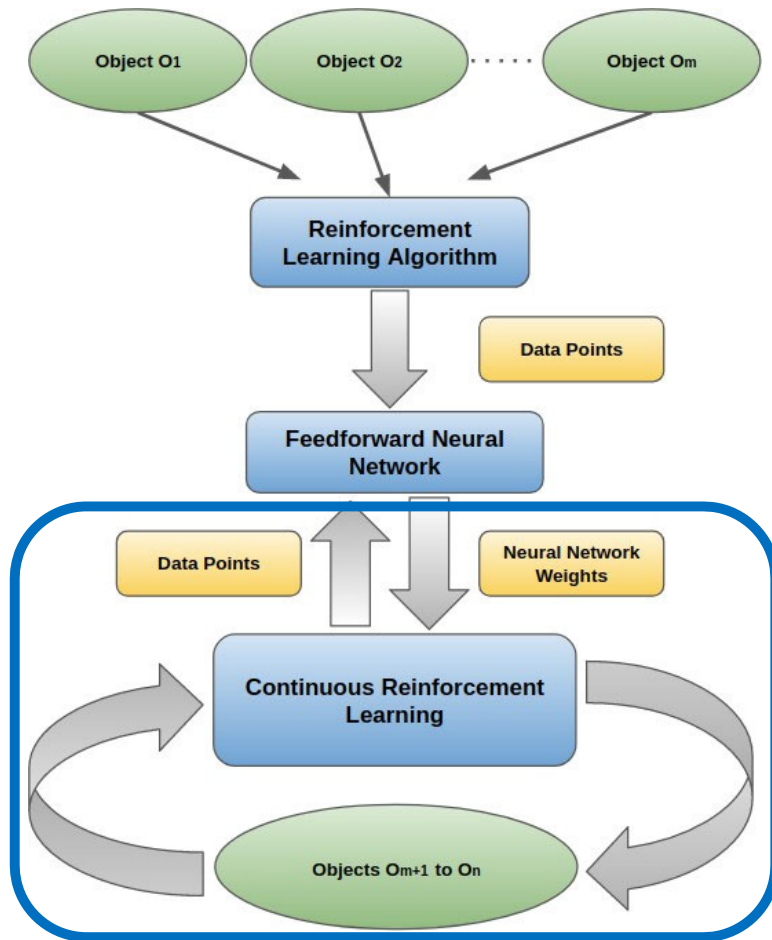 Object O1
Object O2
Object Om
Reinforcement
Learning Algorithm
Data Points
Feedforward Neural
Network
Data Points
Neural Network
Weights
Continuous Reinforcement
Learning
Objects Om+1 to On